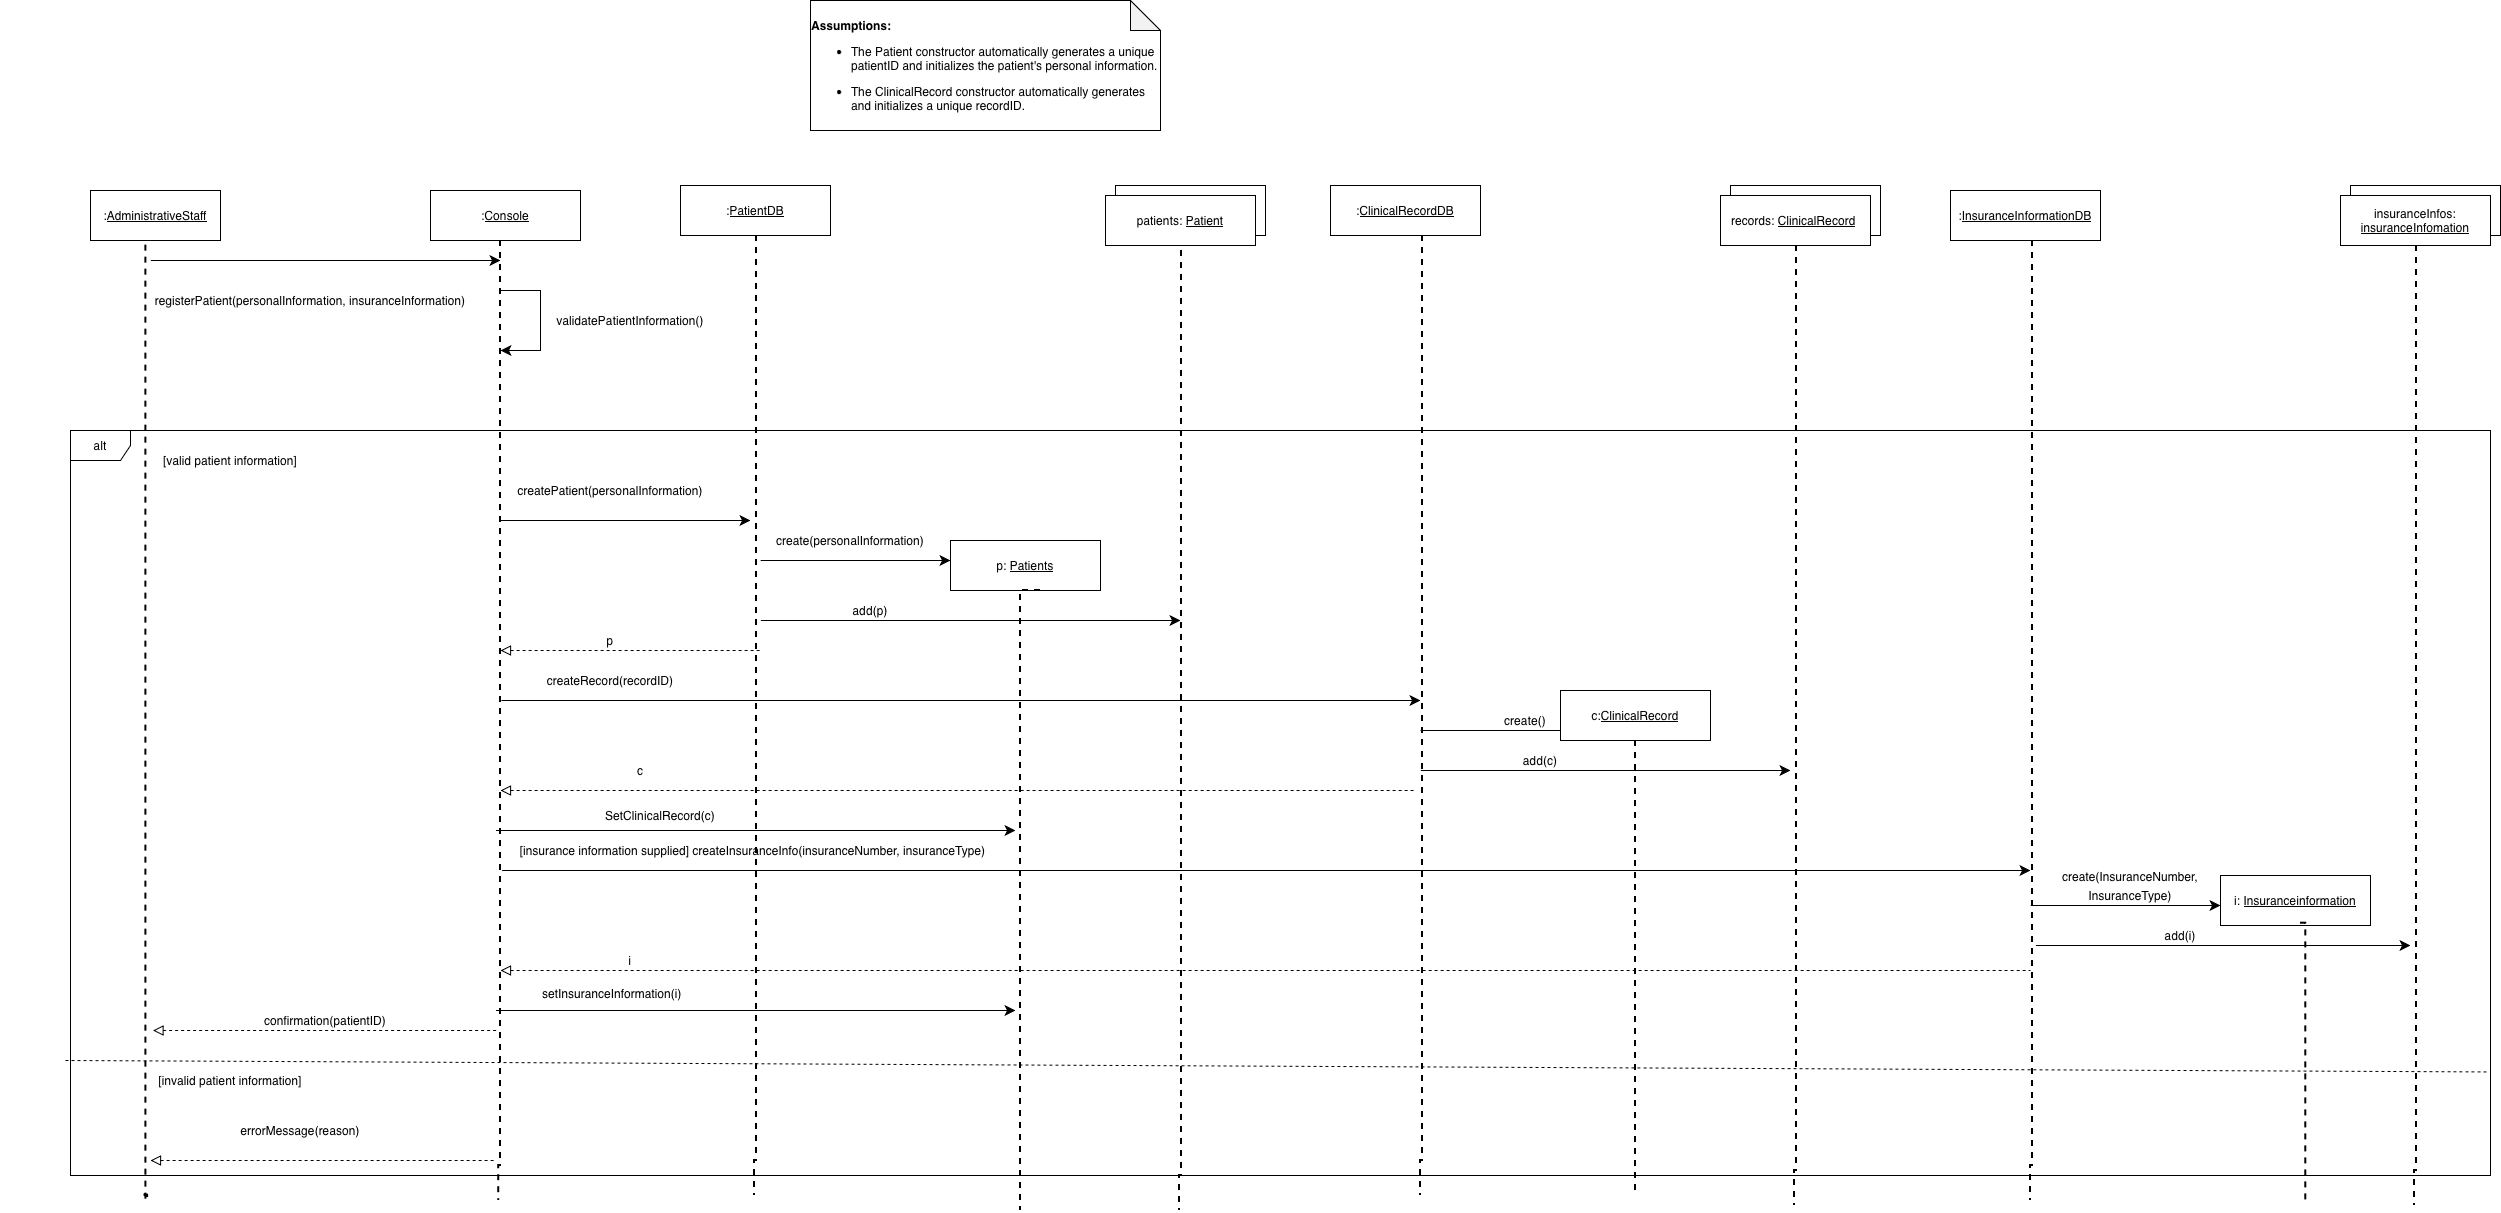 Assumptions:
• The Patient constructor automatically generates a unique
patientID and initializes the patient's personal information.
• The ClinicalRecord constructor automatically generates
and initializes a unique recordID.
:AdministrativeStaff
:Console
:PatientDB
patients: Patient
:ClinicalRecordDB
records: ClinicalRecord
:InsuranceInformationDB
insuranceInfos:
insuranceInfomation
registerPatient(personalInformation, insuranceInformation)
validatePatientInformation()
alt
[valid patient information]
createPatient(personalInformation)
create(personalInformation)
p: Patients
add(p)
p
createRecord(recordID)
create()
c:ClinicalRecord
add(c)
c
SetClinicalRecord(c)
[insurance information supplied] createInsuranceInfo(insuranceNumber, insuranceType)
create(InsuranceNumber,
InsuranceType)
i: Insuranceinformation
add(i)
i
setInsuranceInformation(i)
confirmation(patientID)
[invalid patient information]
errorMessage(reason)